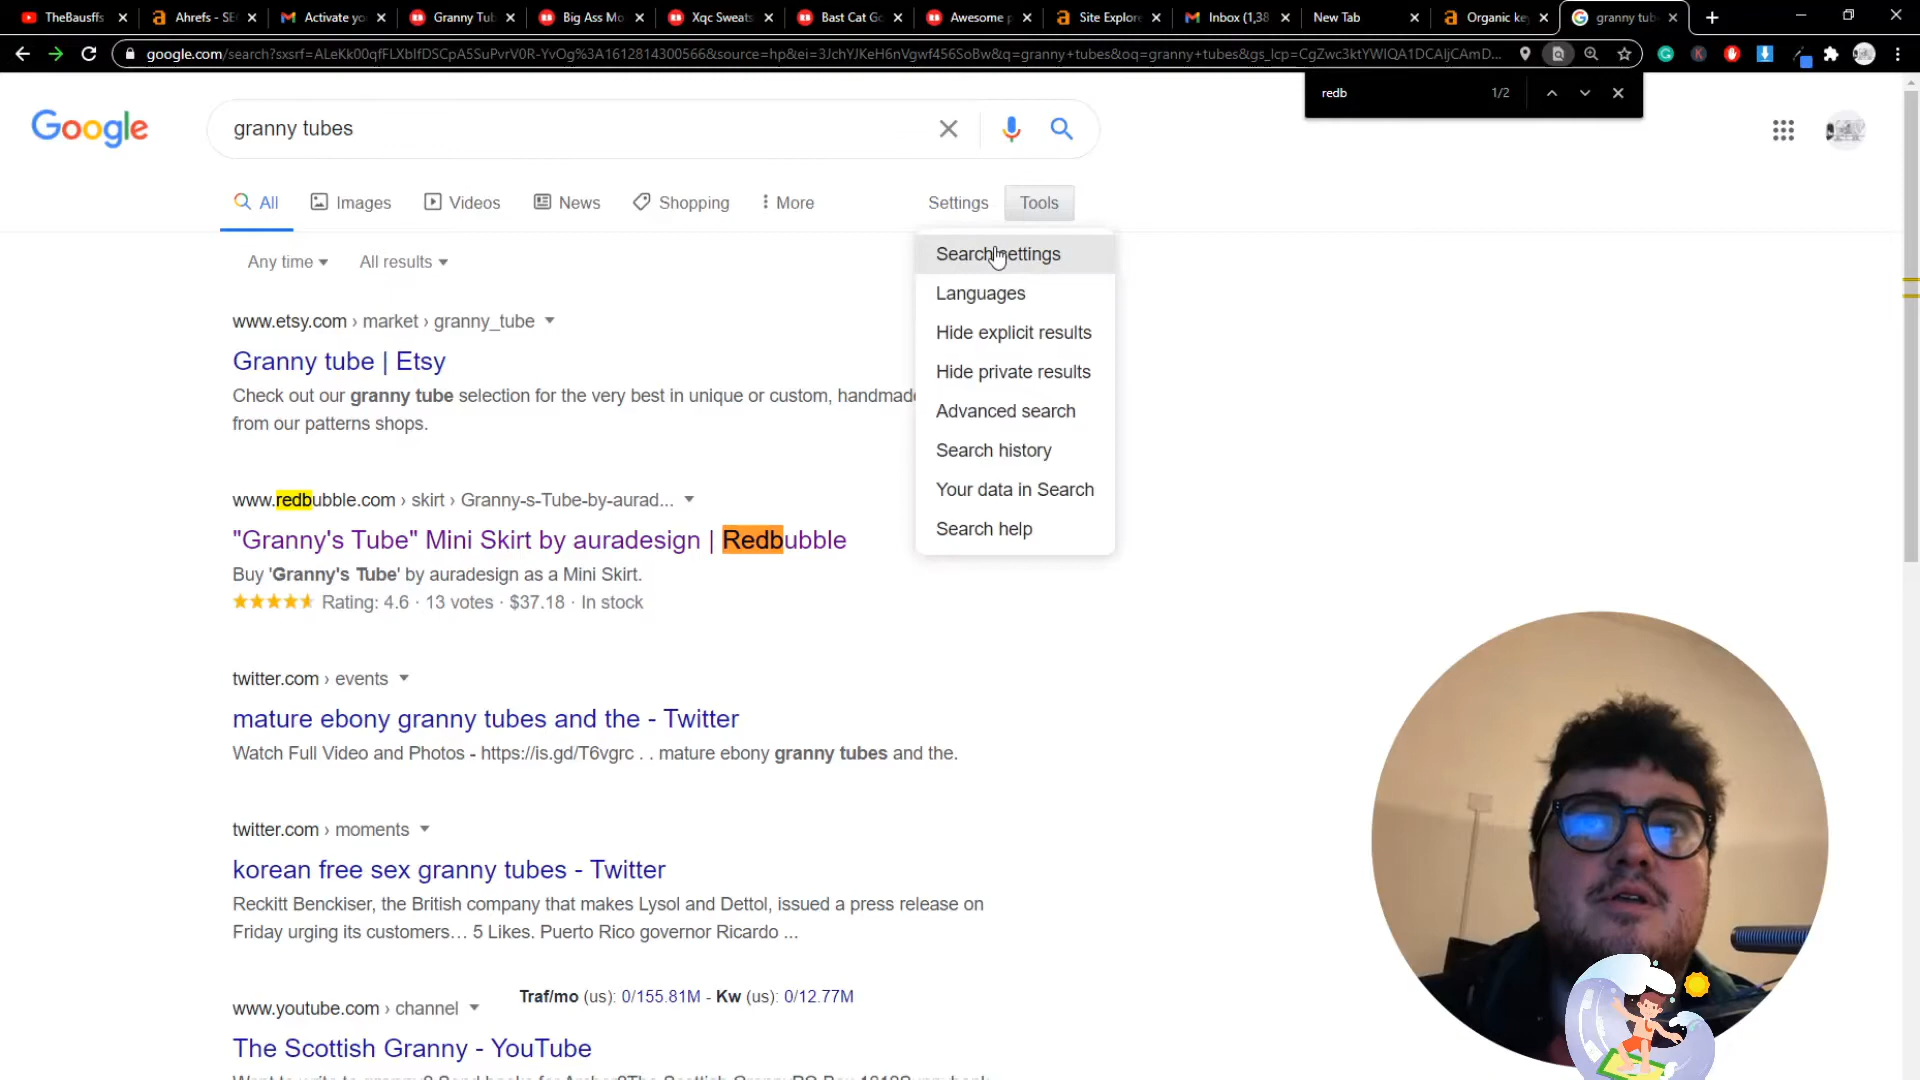 TheBausffs
Ahrefs - SE
Activate yo
Granny Tub
Big Ass Mo
Xqc Sweats
Bast Cat Go
Awesome p
Site Explore
Inbox (1,38
New Tab
Organic ke
granny tub
google.com/search?sxsrf=ALeKk00qfFLXbIfDSCpA5SuPvrV0R-YvOg%3A1612814300566&source=hp&ei=3JchYJKeH6nVgwf456SoBw&q=granny+tubes&oq=granny+tubes&gs_lcp=CgZwc3ktYWIQA1DCAljCAmD...
redb 1/2
Google
granny tubes
All Images Videos News Shopping More Settings Tools
Any time All results
Search settings
Languages
Hide explicit results
Hide private results
Advanced search
Search history
Your data in Search
Search help
www.etsy.com › market › granny_tube
Granny tube | Etsy
Check out our granny tube selection for the very best in unique or custom, handmade
from our patterns shops.
www.redbubble.com › skirt › Granny-s-Tube-by-aurad...
"Granny's Tube" Mini Skirt by auradesign | Redbubble
Buy 'Granny's Tube' by auradesign as a Mini Skirt.
Rating: 4.6 · 13 votes · $37.18 · In stock
twitter.com › events
mature ebony granny tubes and the - Twitter
Watch Full Video and Photos - https://is.gd/T6vgrc . . mature ebony granny tubes and the.
twitter.com › moments
korean free sex granny tubes - Twitter
Reckitt Benckiser, the British company that makes Lysol and Dettol, issued a press release on
Friday urging its customers… 5 Likes. Puerto Rico governor Ricardo ...
www.youtube.com › channel
Traf/mo (us): 0/155.81M - Kw (us): 0/12.77M
The Scottish Granny - YouTube